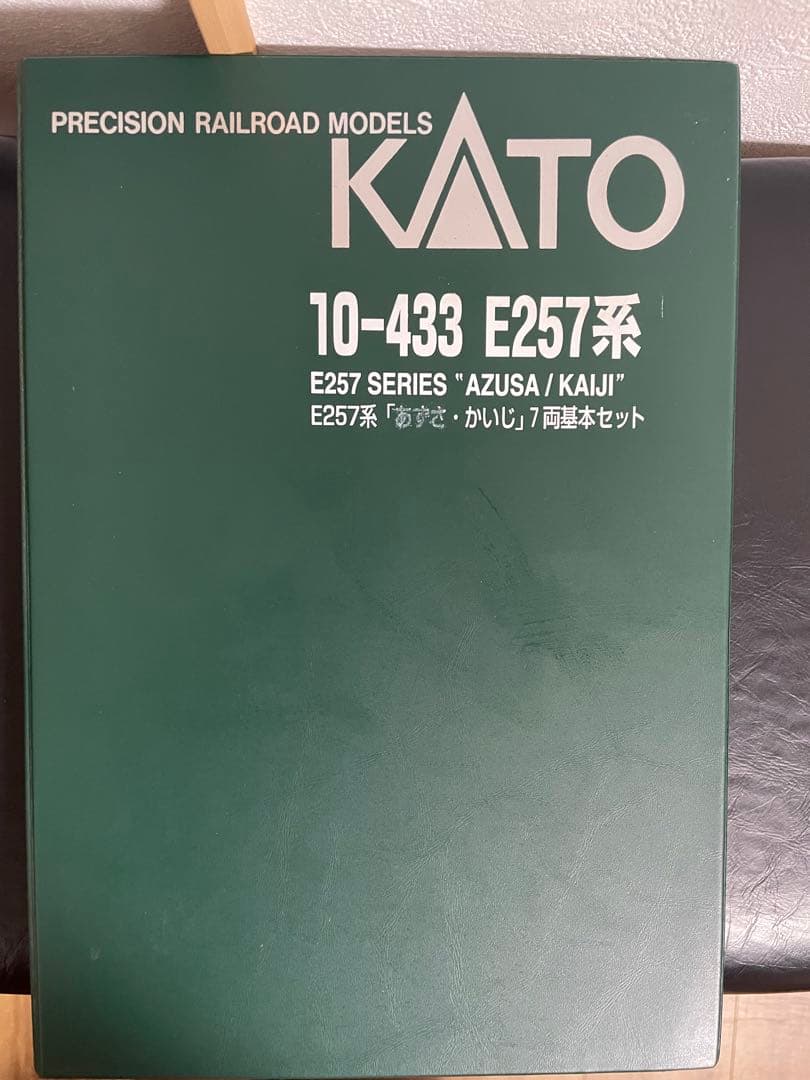 PRECISION RAILROAD MODELS
KATO
10-433 E257系
E257 SERIES "AZUSA / KAIJI"
E257系「あずさ・かいじ」7両基本セット